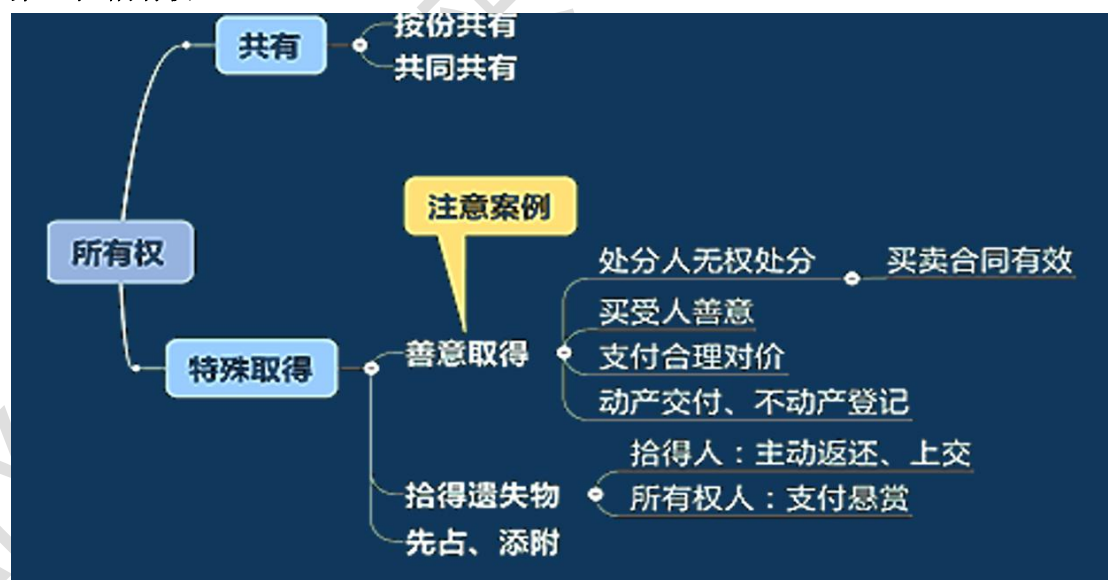 共有
按份共有
共同共有
注意案例
所有权
处分人无权处分
买卖合同有效
买受人善意
善意取得
支付合理对价
特殊取得
动产交付、不动产登记
拾得人：主动返还、上交
拾得遗失物
所有权人：支付悬赏
先占、添附